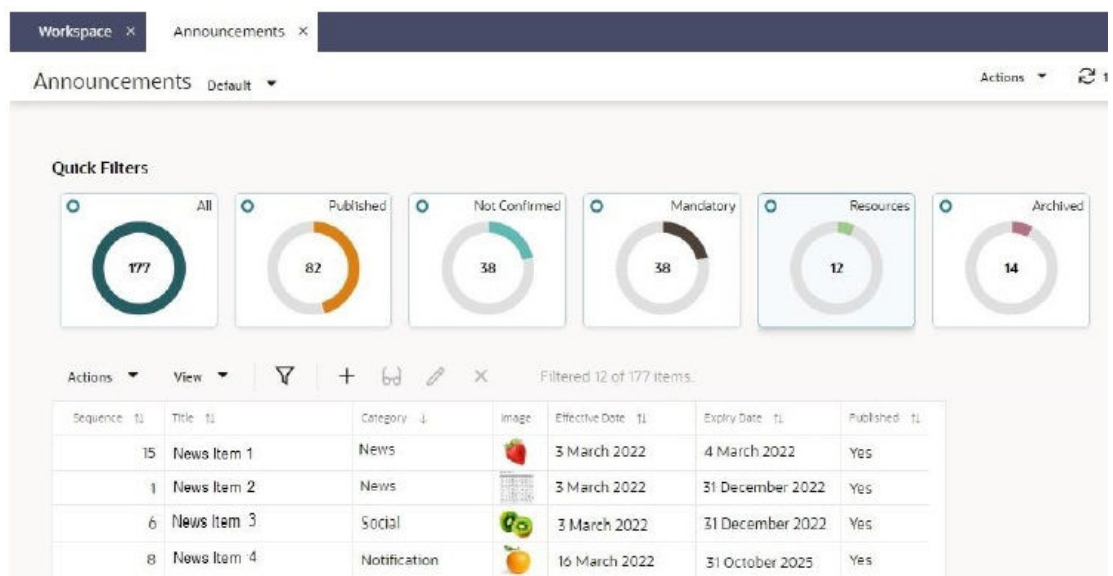 Workspace ×
Announcements ×
Announcements Default
Actions
Quick Filters
All
177
Published
82
Not Confirmed
38
Mandatory
38
Resources
12
Archived
14
Actions View Filtered 12 of 177 items.
Sequence Title Category Image Effective Date Expiry Date Published
15 News Item 1 News 3 March 2022 4 March 2022 Yes
1 News Item 2 News 3 March 2022 31 December 2022 Yes
6 News Item 3 Social 3 March 2022 31 December 2022 Yes
8 News Item 4 Notification 16 March 2022 31 October 2025 Yes